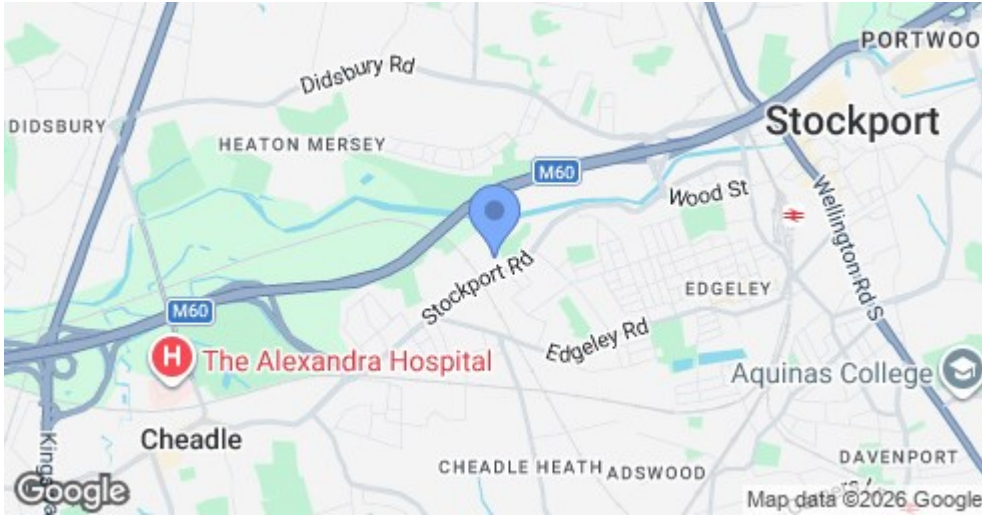 PORTWOO
Didsbury Rd
DIDSBURY
Stockport
HEATON MERSEY
M60
Wood St
Wellington Rd S
Stockport Rd
EDGELEY
M60
Edgeley Rd
H
The Alexandra Hospital
Aquinas College
Cheadle
Kings
DAVENPORT
CHEADLE HEATH
ADSWOOD
Google
Map data ©2026 Google